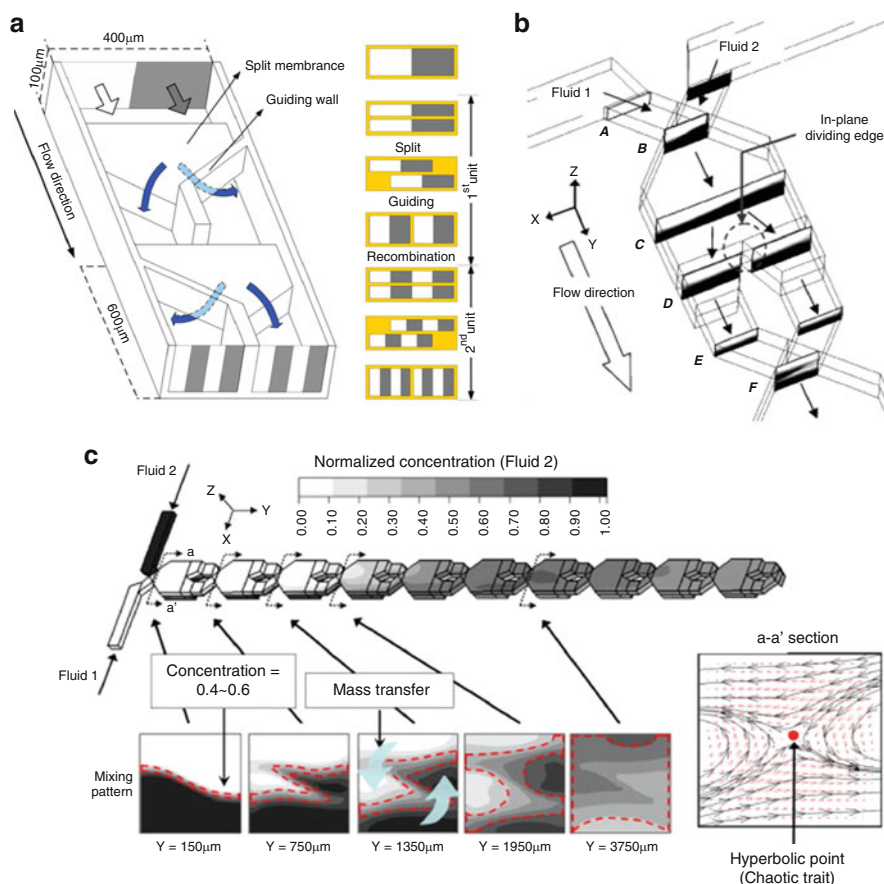 a
400μm
100μm
Split membrance
Guiding wall
Flow direction
600μm
Split
Guiding
Recombination
1st unit
2nd unit
b
Fluid 2
Fluid 1
A
B
In-plane
dividing edge
Z
X
Y
C
D
Flow direction
E
F
c
Fluid 2
Normalized concentration (Fluid 2)
Z
Y
X
0.00
0.10
0.20
0.30
0.40
0.50
0.60
0.70
0.80
0.90
1.00
a
a'
Fluid 1
Concentration =
0.4~0.6
Mass transfer
a-a' section
Mixing
pattern
Y = 150μm
Y = 750μm
Y = 1350μm
Y = 1950μm
Y = 3750μm
Hyperbolic point
(Chaotic trait)